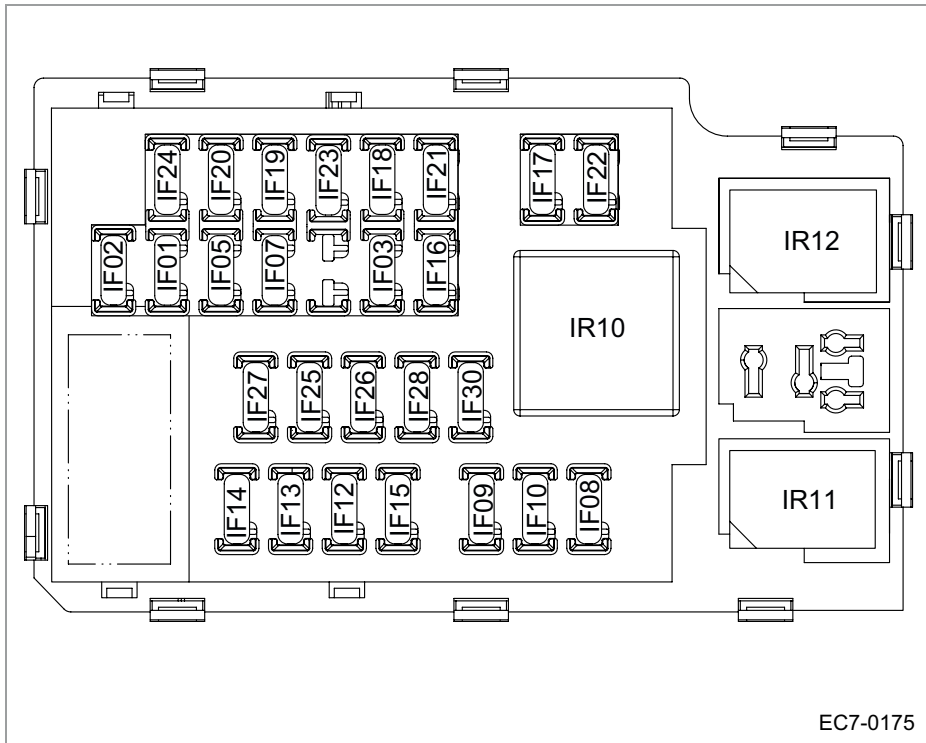 IF24 IF20 IF19 IF23 IF18 IF21 IF17 IF22
IF02 IF01 IF05 IF07 IF03 IF16
IR12
IR10
IF27 IF25 IF26 IF28 IF30
IF14 IF13 IF12 IF15 IF09 IF10 IF08
IR11
EC7-0175